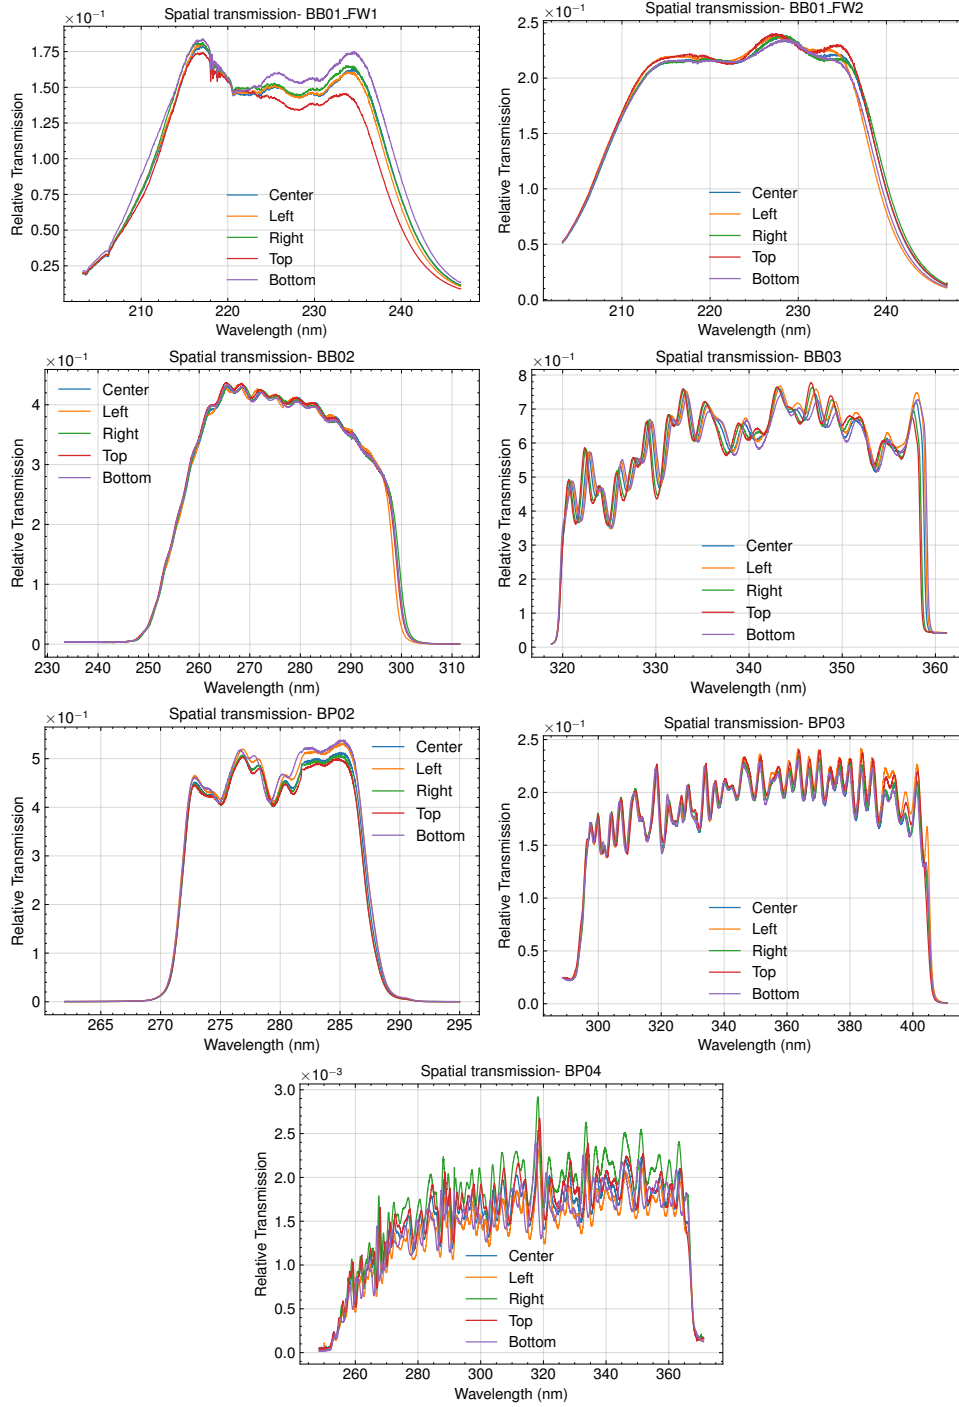 Spatial transmission- BB01_FW1
×10⁻¹
Relative Transmission
1.75
1.50
1.25
1.00
0.75
0.50
0.25
Center
Left
Right
Top
Bottom
210 220 230 240
Wavelength (nm)
Spatial transmission- BB01_FW2
×10⁻¹
Relative Transmission
2.5
2.0
1.5
1.0
0.5
0.0
Center
Left
Right
Top
Bottom
210 220 230 240
Wavelength (nm)
Spatial transmission- BB02
×10⁻¹
Relative Transmission
4
3
2
1
0
Center
Left
Right
Top
Bottom
230 240 250 260 270 280 290 300 310
Wavelength (nm)
Spatial transmission- BB03
×10⁻¹
Relative Transmission
8
7
6
5
4
3
2
1
0
Center
Left
Right
Top
Bottom
320 330 340 350 360
Wavelength (nm)
Spatial transmission- BP02
×10⁻¹
Relative Transmission
5
4
3
2
1
0
Center
Left
Right
Top
Bottom
265 270 275 280 285 290 295
Wavelength (nm)
Spatial transmission- BP03
×10⁻¹
Relative Transmission
2.5
2.0
1.5
1.0
0.5
0.0
Center
Left
Right
Top
Bottom
300 320 340 360 380 400
Wavelength (nm)
Spatial transmission- BP04
×10⁻³
Relative Transmission
3.0
2.5
2.0
1.5
1.0
0.5
0.0
Center
Left
Right
Top
Bottom
260 280 300 320 340 360
Wavelength (nm)